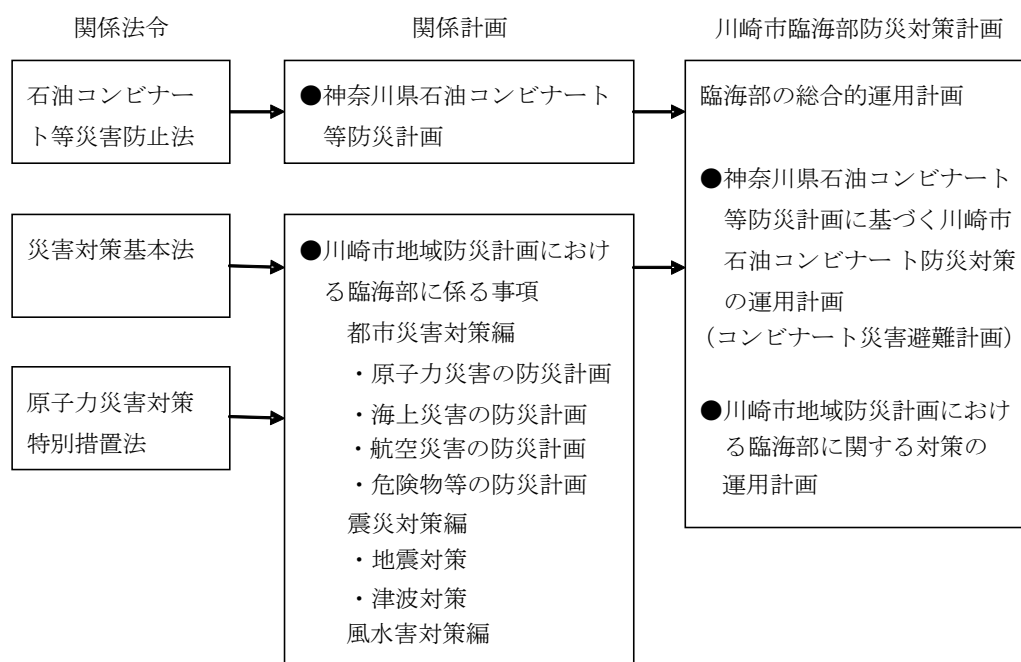 関係法令
関係計画
川崎市臨海部防災対策計画
石油コンビナー
ト等災害防止法
●神奈川県石油コンビナート
等防災計画
臨海部の総合的運用計画
●神奈川県石油コンビナート
等防災計画に基づく川崎市
石油コンビナート防災対策
の運用計画
（コンビナート災害避難計画）
●川崎市地域防災計画におけ
る臨海部に関する対策の
運用計画
災害対策基本法
●川崎市地域防災計画におけ
る臨海部に係る事項
都市災害対策編
・原子力災害の防災計画
・海上災害の防災計画
・航空災害の防災計画
・危険物等の防災計画
震災対策編
・地震対策
・津波対策
風水害対策編
原子力災害対策
特別措置法